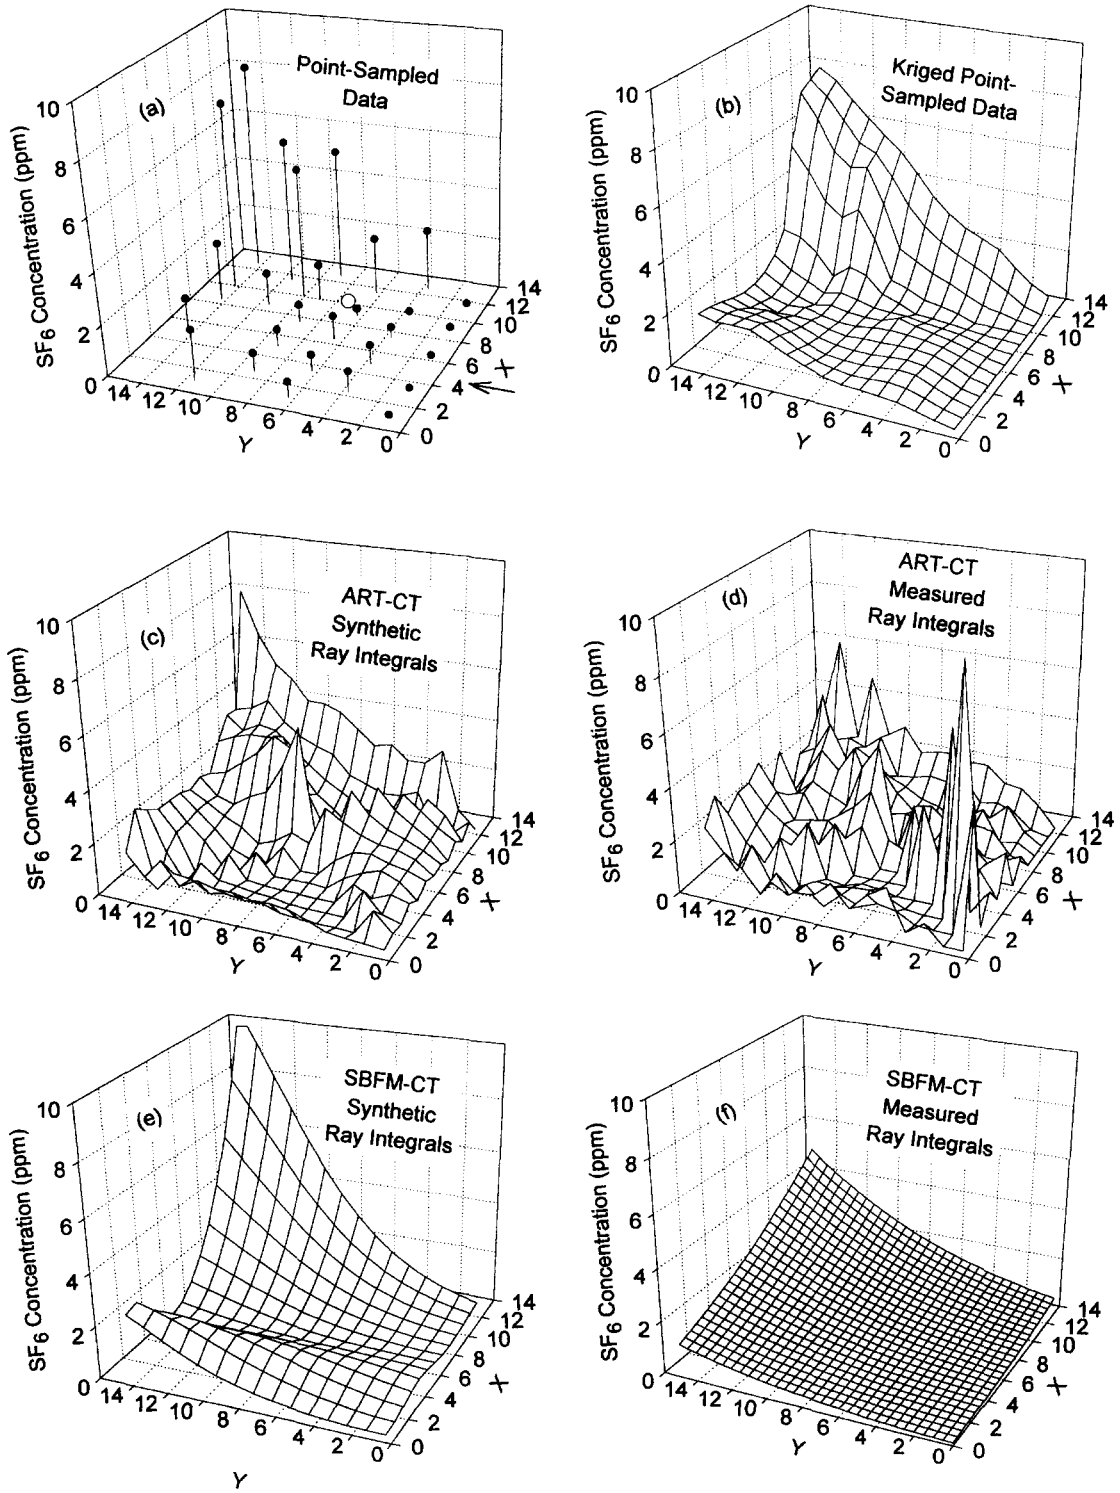 (a)
Point-Sampled
Data
SF6 Concentration (ppm)
10
8
6
4
2
0
14 12 10 8 6 4 2 0
Y
0 2 4 6 8 10 12 14
X
(b)
Kriged Point-
Sampled Data
SF6 Concentration (ppm)
10
8
6
4
2
0
14 12 10 8 6 4 2 0
Y
0 2 4 6 8 10 12 14
X
(c)
ART-CT
Synthetic
Ray Integrals
SF6 Concentration (ppm)
10
8
6
4
2
0
14 12 10 8 6 4 2 0
Y
0 2 4 6 8 10 12 14
X
(d)
ART-CT
Measured
Ray Integrals
SF6 Concentration (ppm)
10
8
6
4
2
0
14 12 10 8 6 4 2 0
Y
0 2 4 6 8 10 12 14
X
(e)
SBFM-CT
Synthetic
Ray Integrals
SF6 Concentration (ppm)
10
8
6
4
2
0
14 12 10 8 6 4 2 0
Y
0 2 4 6 8 10 12 14
X
(f)
SBFM-CT
Measured
Ray Integrals
SF6 Concentration (ppm)
10
8
6
4
2
0
14 12 10 8 6 4 2 0
Y
0 2 4 6 8 10 12 14
X